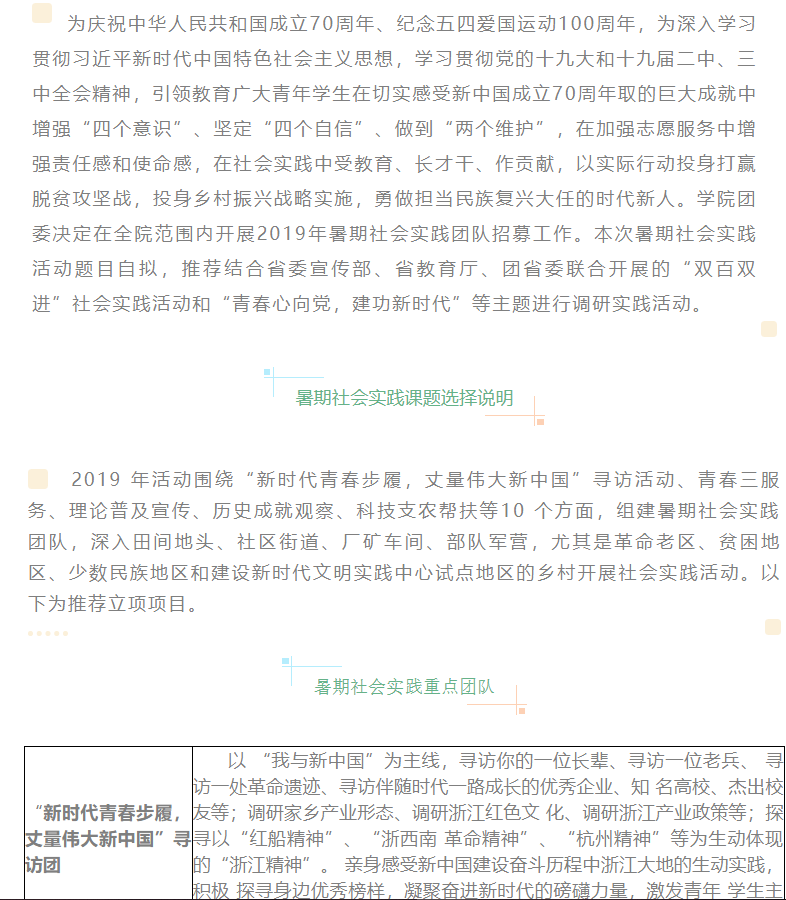 为庆祝中华人民共和国成立70周年、纪念五四爱国运动100周年，为深入学习
贯彻习近平新时代中国特色社会主义思想，学习贯彻党的十九大和十九届二中、三
中全会精神，引领教育广大青年学生在切实感受新中国成立70周年取的巨大成就中
增强“四个意识”、坚定“四个自信”、做到“两个维护”，在加强志愿服务中增
强责任感和使命感，在社会实践中受教育、长才干、作贡献，以实际行动投身打赢
脱贫攻坚战，投身乡村振兴战略实施，勇做担当民族复兴大任的时代新人。学院团
委决定在全院范围内开展2019年暑期社会实践团队招募工作。本次暑期社会实践
活动题目自拟，推荐结合省委宣传部、省教育厅、团省委联合开展的“双百双
进”社会实践活动和“青春心向党，建功新时代”等主题进行调研实践活动。
暑期社会实践课题选择说明
2019 年活动围绕“新时代青春步履，丈量伟大新中国”寻访活动、青春三服
务、理论普及宣传、历史成就观察、科技支农帮扶等10 个方面，组建暑期社会实践
团队，深入田间地头、社区街道、厂矿车间、部队军营，尤其是革命老区、贫困地
区、少数民族地区和建设新时代文明实践中心试点地区的乡村开展社会实践活动。以
下为推荐立项项目。
暑期社会实践重点团队
“新时代青春步履，
丈量伟大新中国”寻
访团
以 “我与新中国”为主线，寻访你的一位长辈、寻访一位老兵、 寻
访一处革命遗迹、寻访伴随时代一路成长的优秀企业、知 名高校、杰出校
友等；调研家乡产业形态、调研浙江红色文 化、调研浙江产业政策等；探
寻以“红船精神”、“浙西南 革命精神”、“杭州精神”等为生动体现
的“浙江精神”。 亲身感受新中国建设奋斗历程中浙江大地的生动实践，
积极 探寻身边优秀榜样，凝聚奋进新时代的磅礴力量，激发青年 学生主